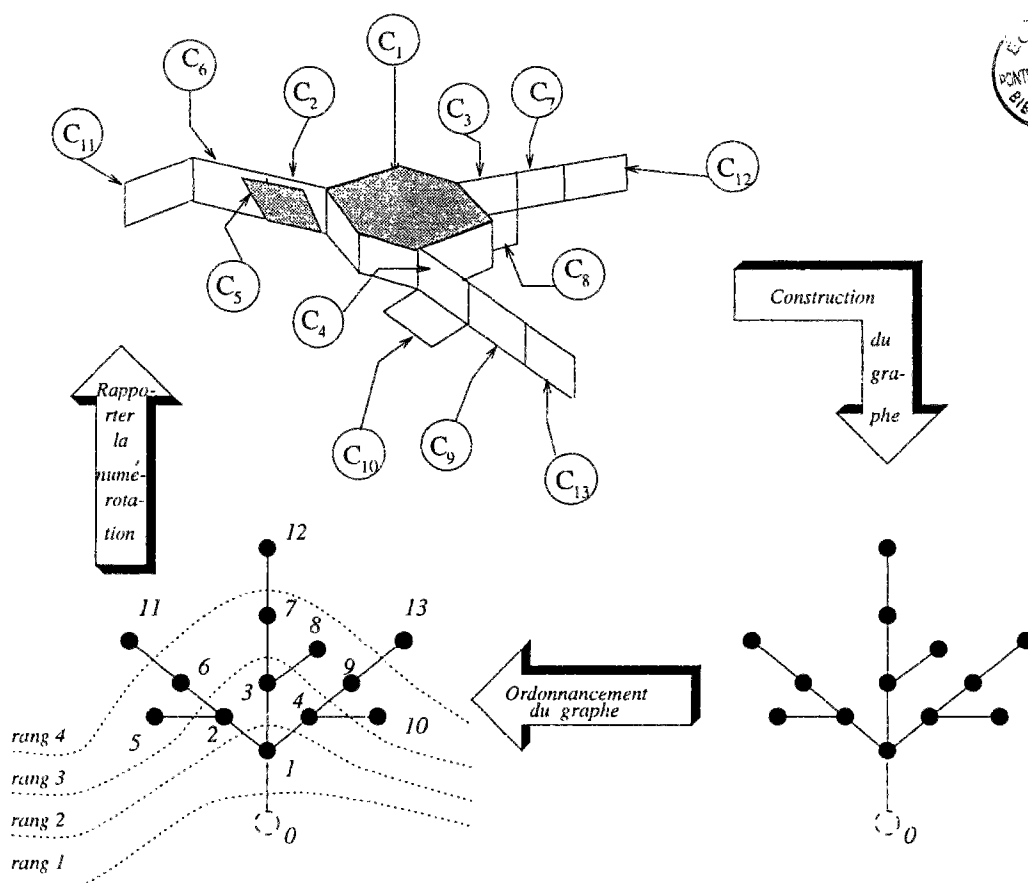 C1
C6
C2
C3
C7
C11
C12
C5
C4
C8
C10
C9
C13
Construction
du
gra-
phe
Rappo-
rter
la
numé-
rota-
tion
12
11
7
13
8
6
3
9
4
5
2
10
1
0
rang 4
rang 3
rang 2
rang 1
Ordonnancement
du graphe
0